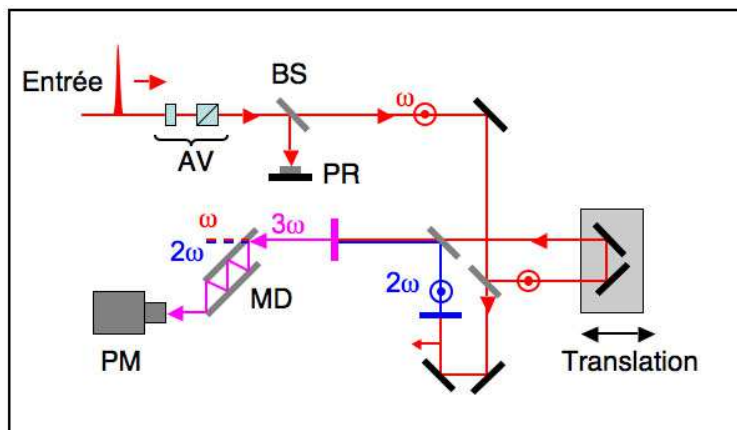 Entrée
BS
ω
AV
PR
ω
3ω
2ω
2ω
MD
PM
Translation